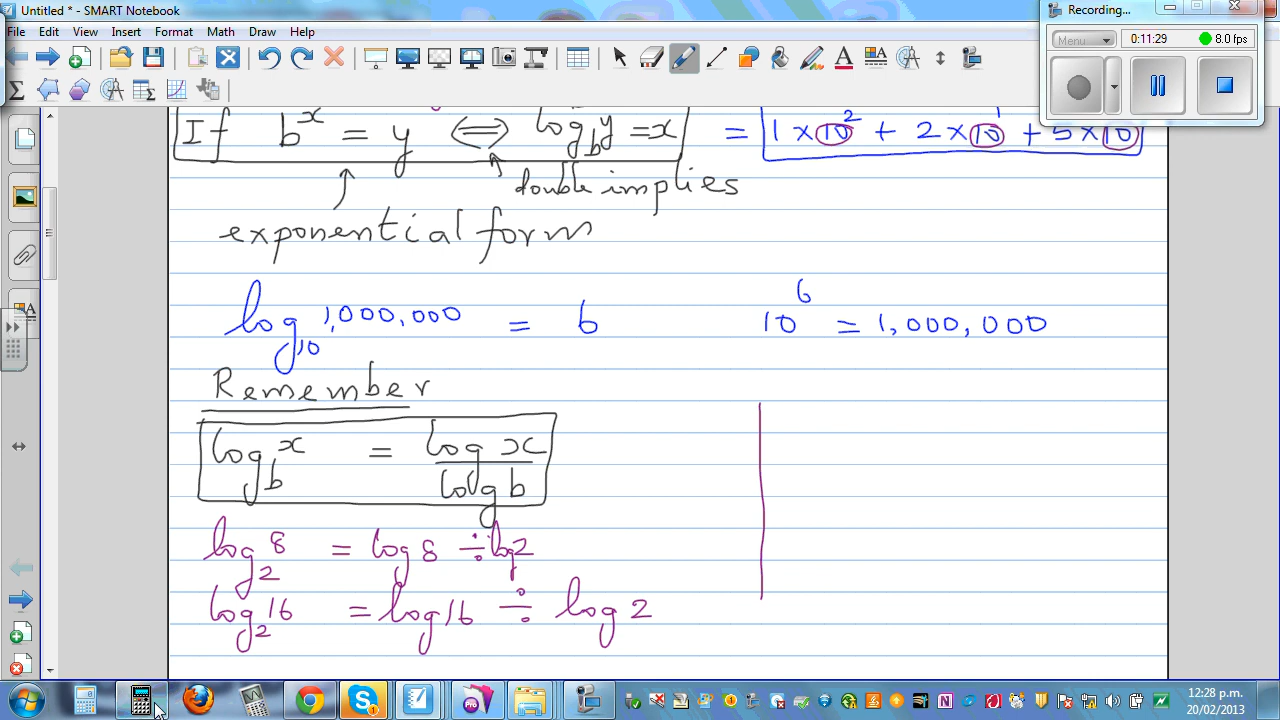 Untitled * - SMART Notebook
File Edit View Insert Format Math Draw Help
Recording...
Menu 0:11:29 8.0 fps
If b^x = y ⟺ log_b y = x = 1 × 10^2 + 2 × 10^1 + 5 × 10
double implies
exponential form
log_10 1,000,000 = 6 10^6 = 1,000,000
Remember
log_b x = log x / log b
log_2 8 = log 8 ÷ log 2
log_2 16 = log 16 ÷ log 2
12:28 p.m.
20/02/2013